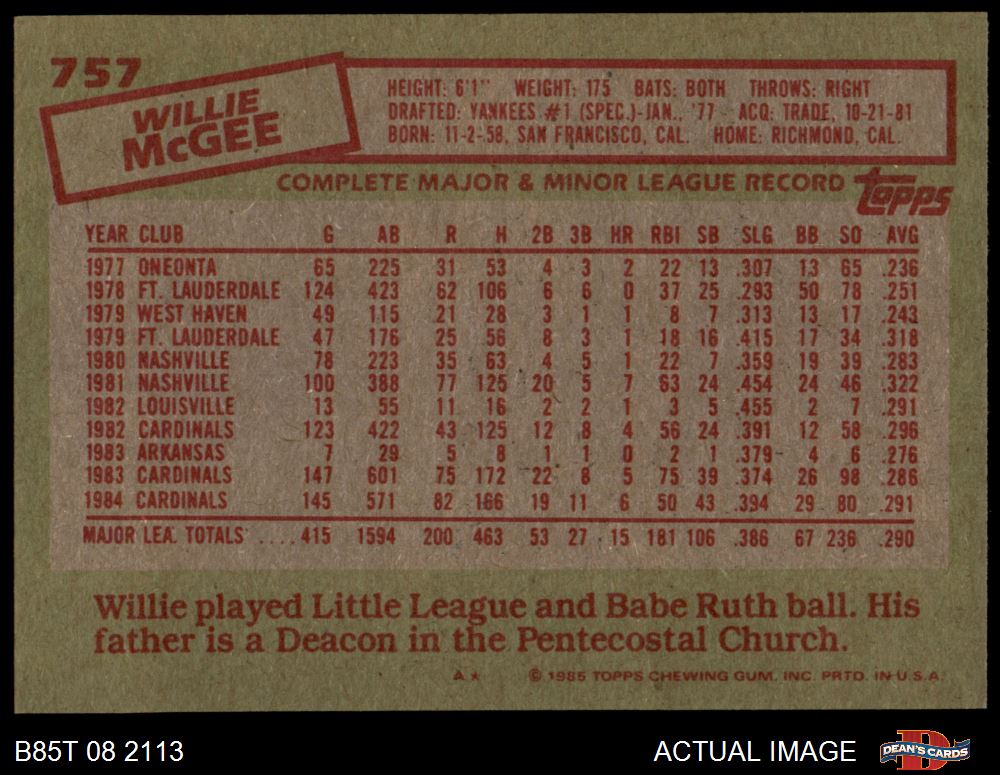 757
WILLIE
McGEE
HEIGHT: 6'1" WEIGHT: 175 BATS: BOTH THROWS: RIGHT
DRAFTED: YANKEES #1 (SPEC.)-JAN., '77 ACQ: TRADE, 10-21-81
BORN: 11-2-58, SAN FRANCISCO, CAL. HOME: RICHMOND, CAL.
COMPLETE MAJOR & MINOR LEAGUE RECORD topps
YEAR CLUB G AB R H 2B 3B HR RBI SB SLG BB SO AVG
1977 ONEONTA 65 225 31 53 4 3 2 22 13 .307 13 65 .236
1978 FT. LAUDERDALE 124 423 62 106 6 6 0 37 25 .293 50 78 .251
1979 WEST HAVEN 49 115 21 28 3 1 1 8 7 .313 13 17 .243
1979 FT. LAUDERDALE 47 176 25 56 8 3 1 18 16 .415 17 34 .318
1980 NASHVILLE 78 223 35 63 4 5 1 22 7 .359 19 39 .283
1981 NASHVILLE 100 388 77 125 20 5 7 63 24 .454 24 46 .322
1982 LOUISVILLE 13 55 11 16 2 2 1 3 5 .455 2 7 .291
1982 CARDINALS 123 422 43 125 12 8 4 56 24 .391 12 58 .296
1983 ARKANSAS 7 29 5 8 1 1 0 2 1 .379 4 6 .276
1983 CARDINALS 147 601 75 172 22 8 5 75 39 .374 26 98 .286
1984 CARDINALS 145 571 82 166 19 11 6 50 43 .394 29 80 .291
MAJOR LEA. TOTALS ....415 1594 200 463 53 27 15 181 106 .386 67 236 .290
Willie played Little League and Babe Ruth ball. His
father is a Deacon in the Pentecostal Church.
A★ © 1985 TOPPS CHEWING GUM, INC. PRTD. IN U.S.A.
B85T 08 2113 ACTUAL IMAGE D DEAN'S CARDS